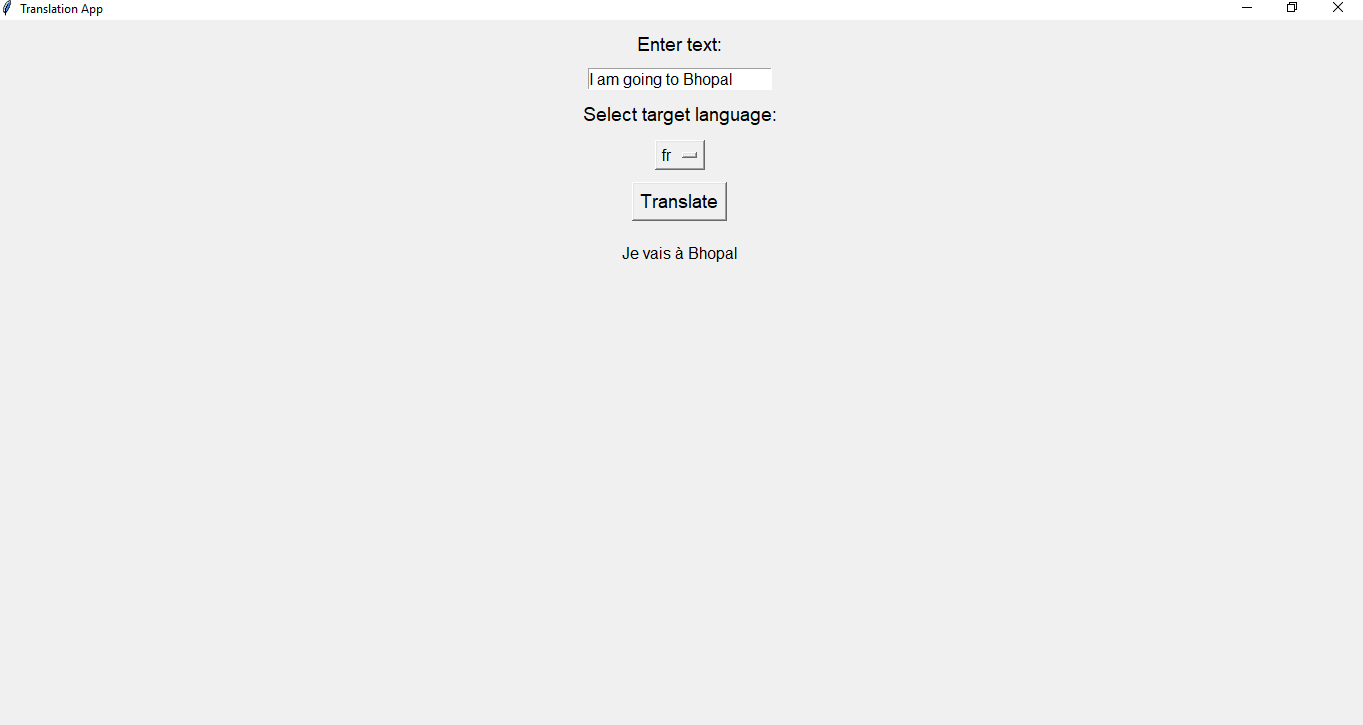 Translation App
Enter text:
I am going to Bhopal
Select target language:
fr
Translate
Je vais à Bhopal